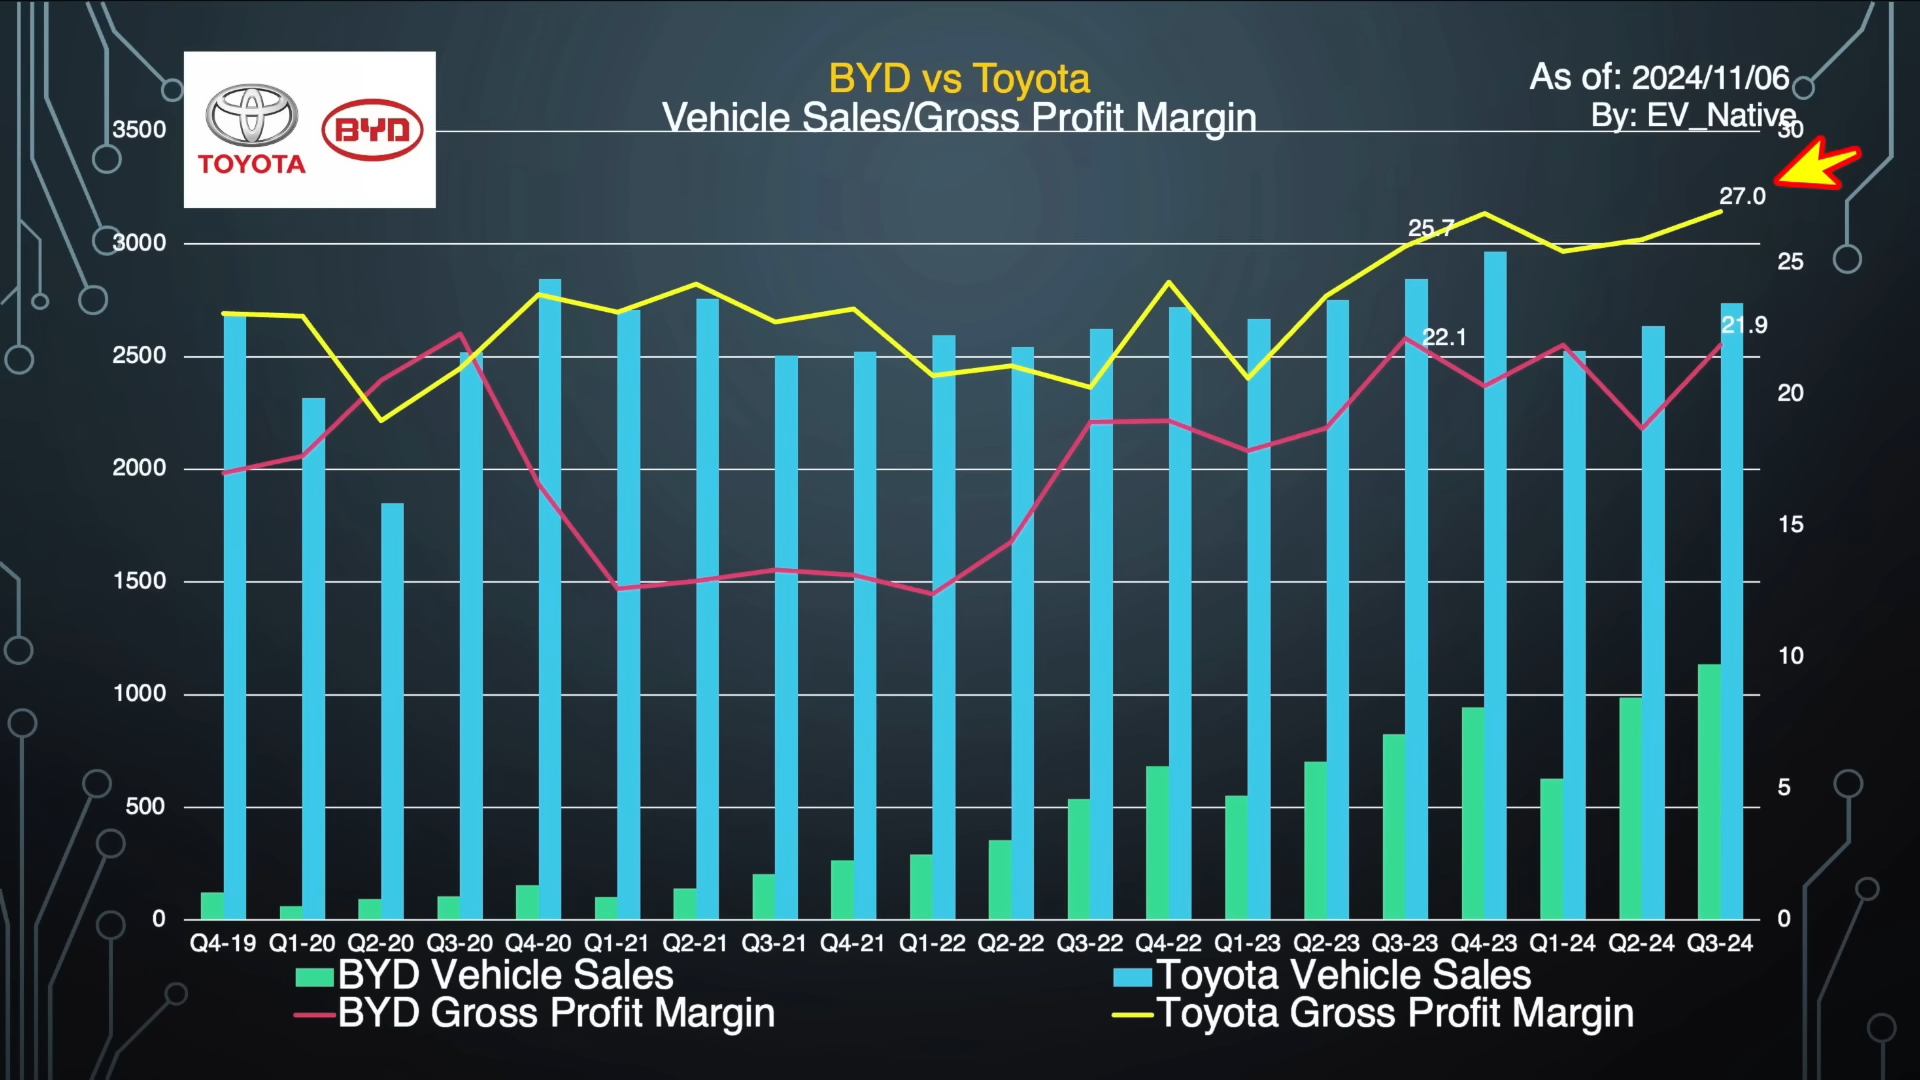 BYD vs Toyota
Vehicle Sales/Gross Profit Margin
As of: 2024/11/06
By: EV_Native
TOYOTA
BYD
3500
3000
2500
2000
1500
1000
500
0
30
25
20
15
10
5
0
25.7
27.0
22.1
21.9
Q4-19 Q1-20 Q2-20 Q3-20 Q4-20 Q1-21 Q2-21 Q3-21 Q4-21 Q1-22 Q2-22 Q3-22 Q4-22 Q1-23 Q2-23 Q3-23 Q4-23 Q1-24 Q2-24 Q3-24
BYD Vehicle Sales
Toyota Vehicle Sales
BYD Gross Profit Margin
Toyota Gross Profit Margin